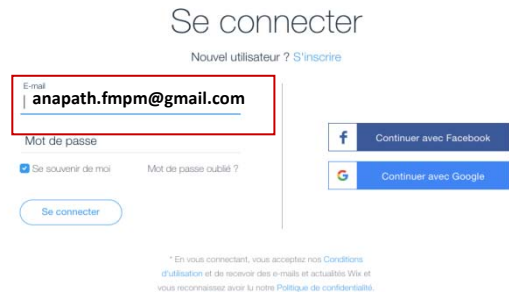 Se connecter
Nouvel utilisateur ? S'inscrire
E-mail
anapath.fmpm@gmail.com
Mot de passe
Se souvenir de moi
Mot de passe oublié ?
Se connecter
f Continuer avec Facebook
G Continuer avec Google
* En vous connectant, vous acceptez nos Conditions
d'utilisation et de recevoir des e-mails et actualités Wix et
vous reconnaissez avoir lu notre Politique de confidentialité.